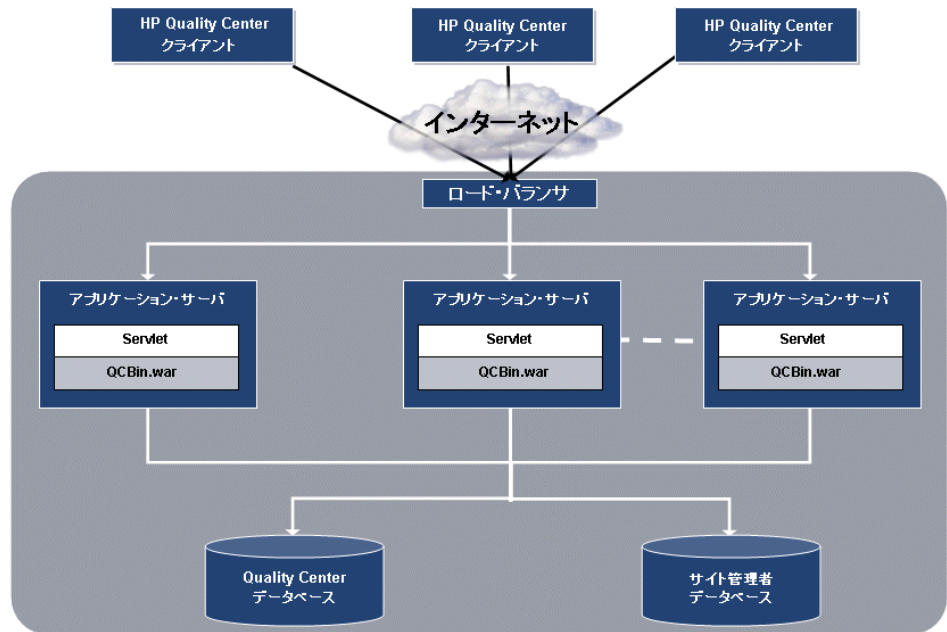 HP Quality Center
クライアント
HP Quality Center
クライアント
HP Quality Center
クライアント
インターネット
ロード・バランサ
アプリケーション・サーバ
Servlet
QCBin.war
アプリケーション・サーバ
Servlet
QCBin.war
アプリケーション・サーバ
Servlet
QCBin.war
Quality Center
データベース
サイト管理者
データベース